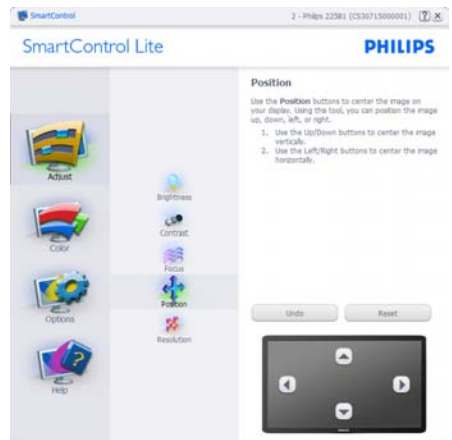 SmartControl
2 - Philips 225B1 (CS30715000001)
SmartControl Lite
PHILIPS
Adjust
Color
Options
Help
Brightness
Contrast
Focus
Position
Resolution
Position
Use the Position buttons to center the image on
your display. Using the tool, you can position the image
up, down, left, or right.
1. Use the Up/Down buttons to center the image
vertically.
2. Use the Left/Right buttons to center the image
horizontally.
Undo
Reset